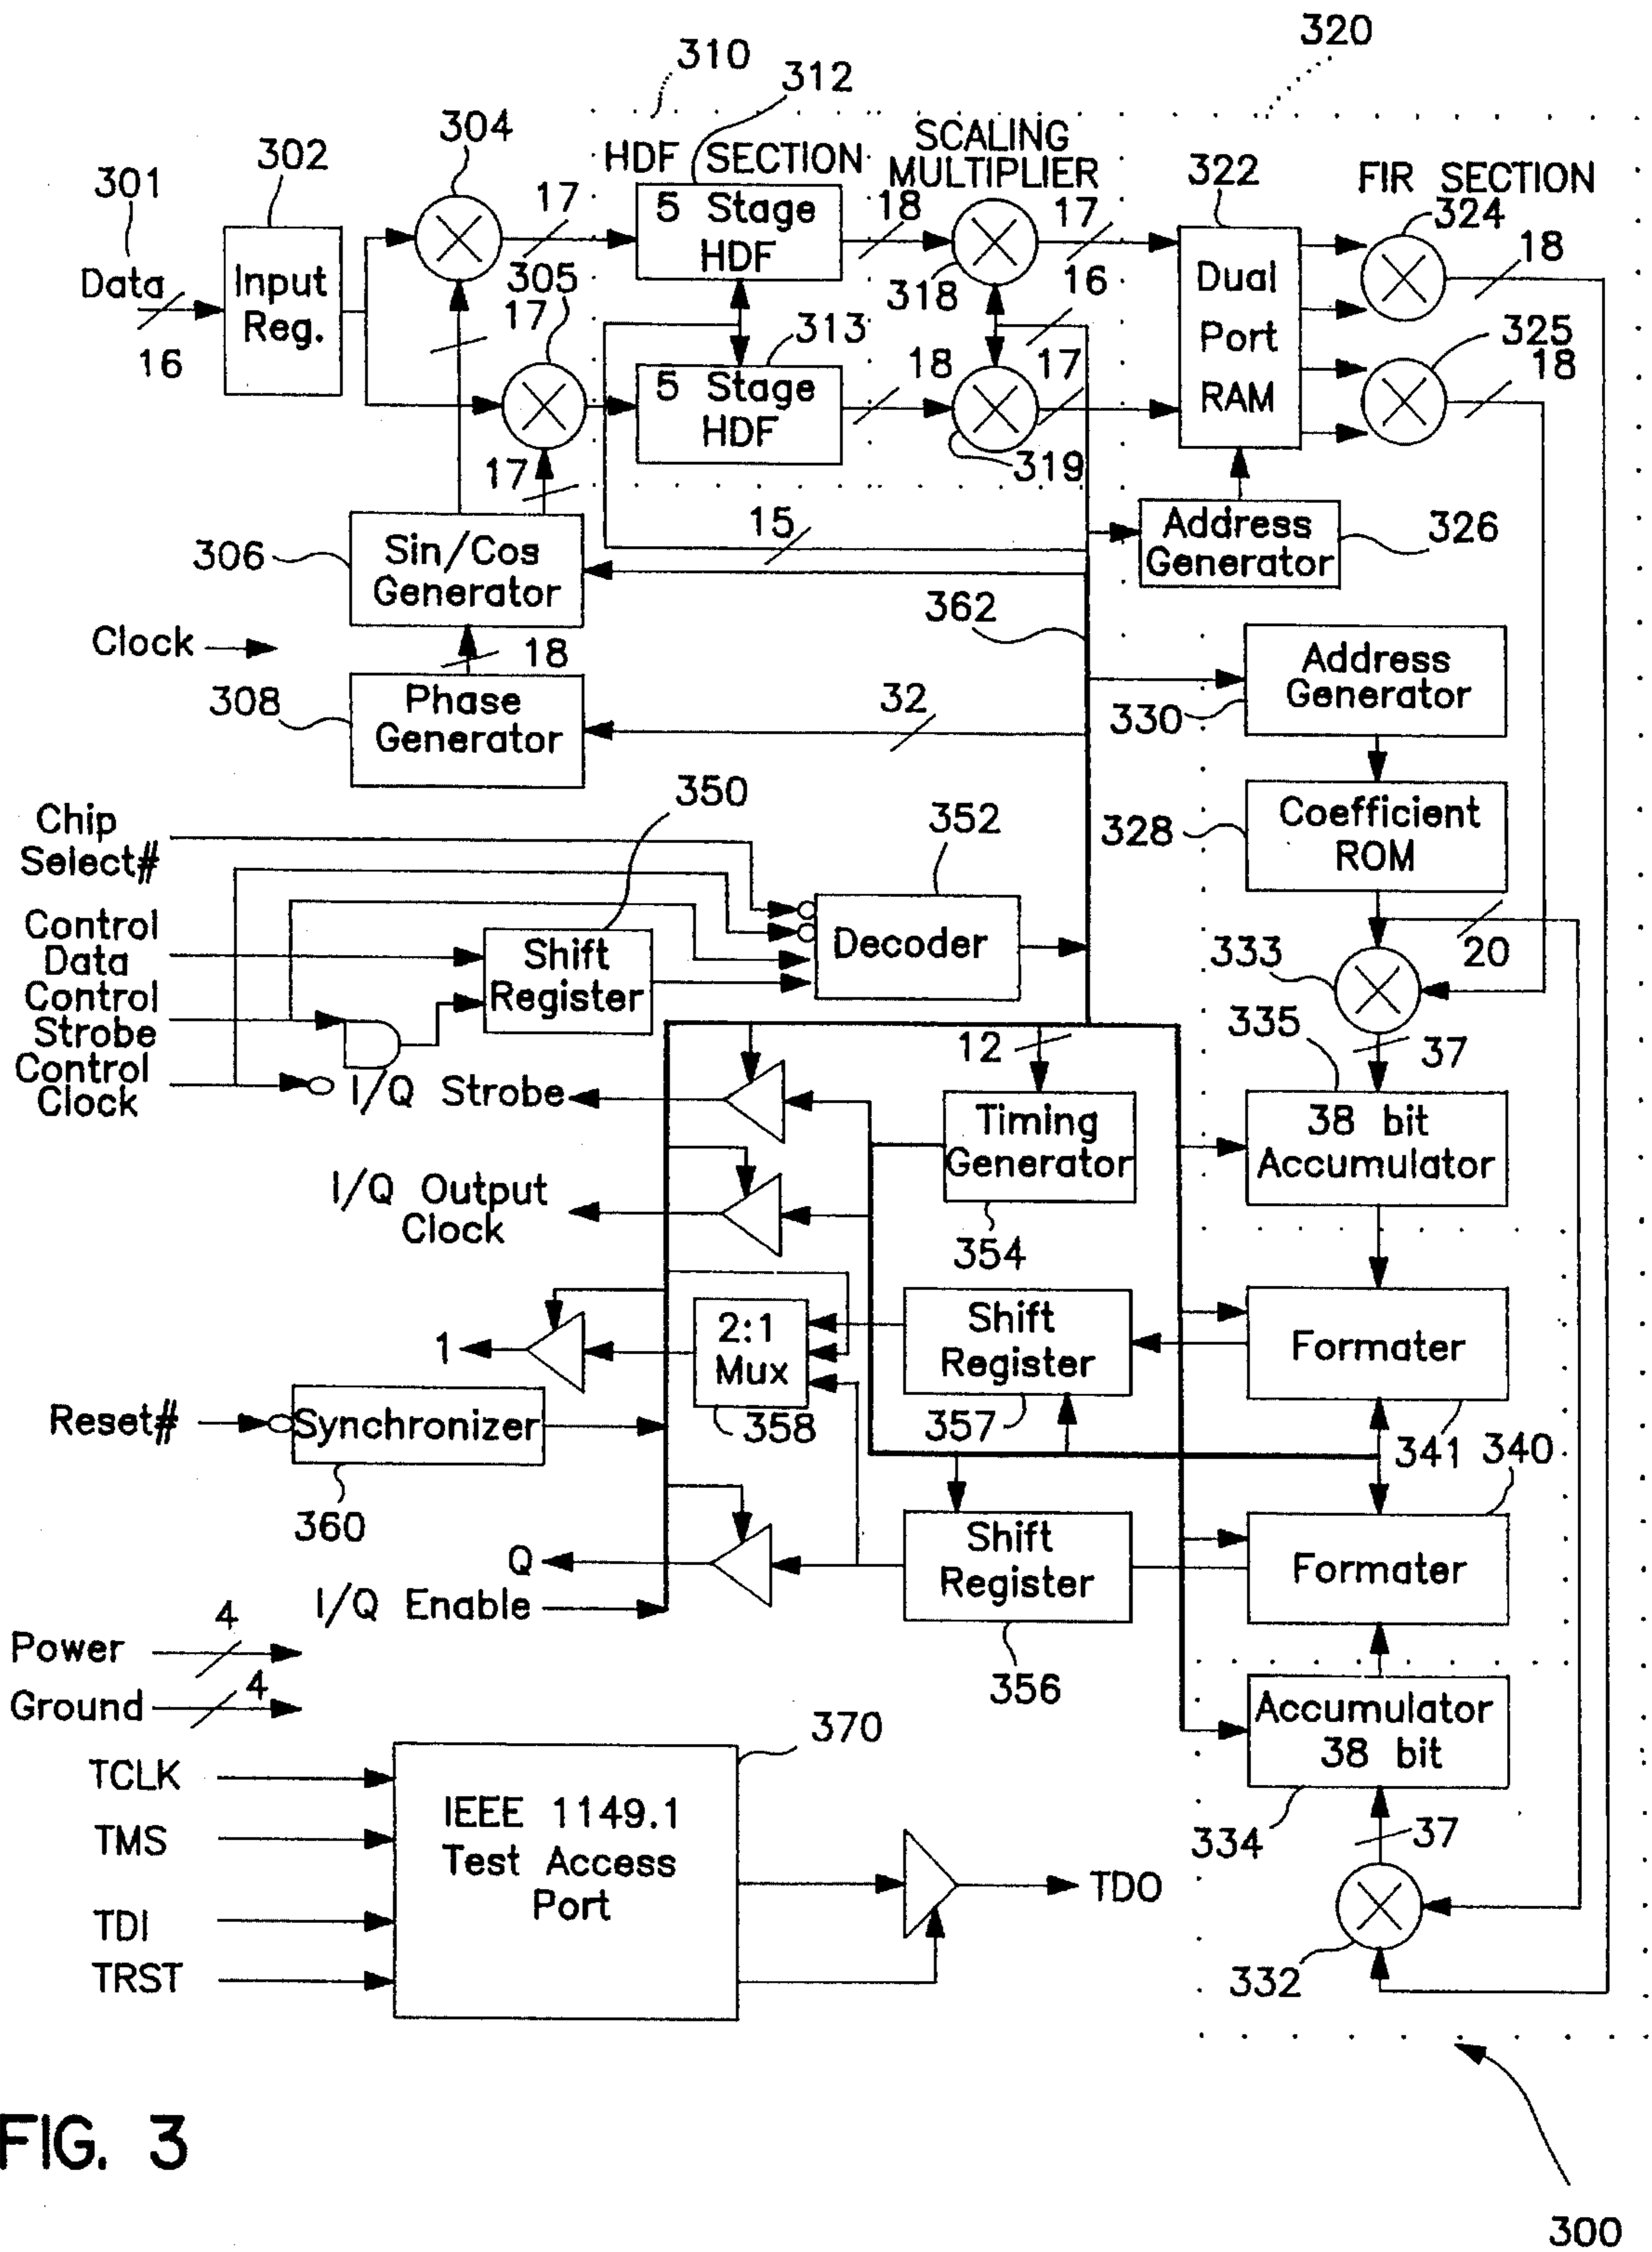 320
310
312
304
SCALING
MULTIPLIER
302
HDF SECTION
322
FIR SECTION
301
17
18
17
324
18
5 Stage
HDF
Data
Input
Reg.
305
318
16
Dual
Port
RAM
17
313
325
16
18
17
18
5 Stage
HDF
17
319
15
Address
Generator
326
306
Sin/Cos
Generator
362
Clock
18
Address
Generator
308
Phase
Generator
32
330
350
352
Chip
Select#
328
Coefficient
ROM
Control
Data
Shift
Register
Decoder
20
333
Control
Strobe
335
12
37
Control
Clock
I/Q Strobe
Timing
Generator
38 bit
Accumulator
I/Q Output
Clock
354
1
2:1
Mux
Shift
Register
Formater
Reset#
Synchronizer
358
357
341
340
360
Q
Shift
Register
Formater
I/Q Enable
4
Power
356
Ground
4
Accumulator
38 bit
370
TCLK
IEEE 1149.1
Test Access
Port
TMS
334
37
TDO
TDI
TRST
332
FIG. 3
300